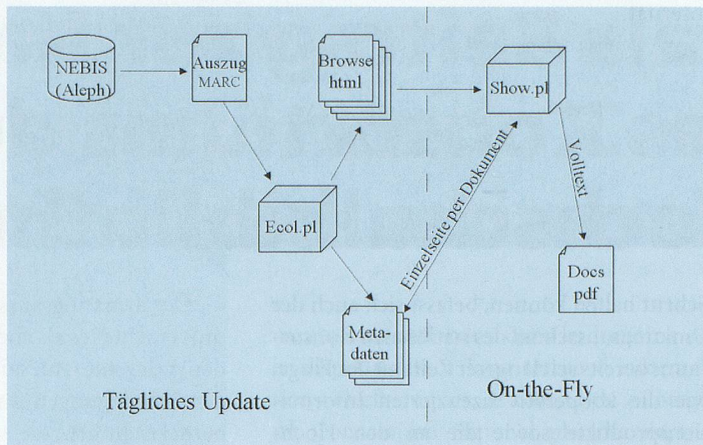 NEBIS
(Aleph)
Auszug
MARC
Browse
html
Show.pl
Ecol.pl
Einzelseite per Dokument
Volltext
Docs
pdf
Meta-
daten
Tägliches Update
On-the-Fly